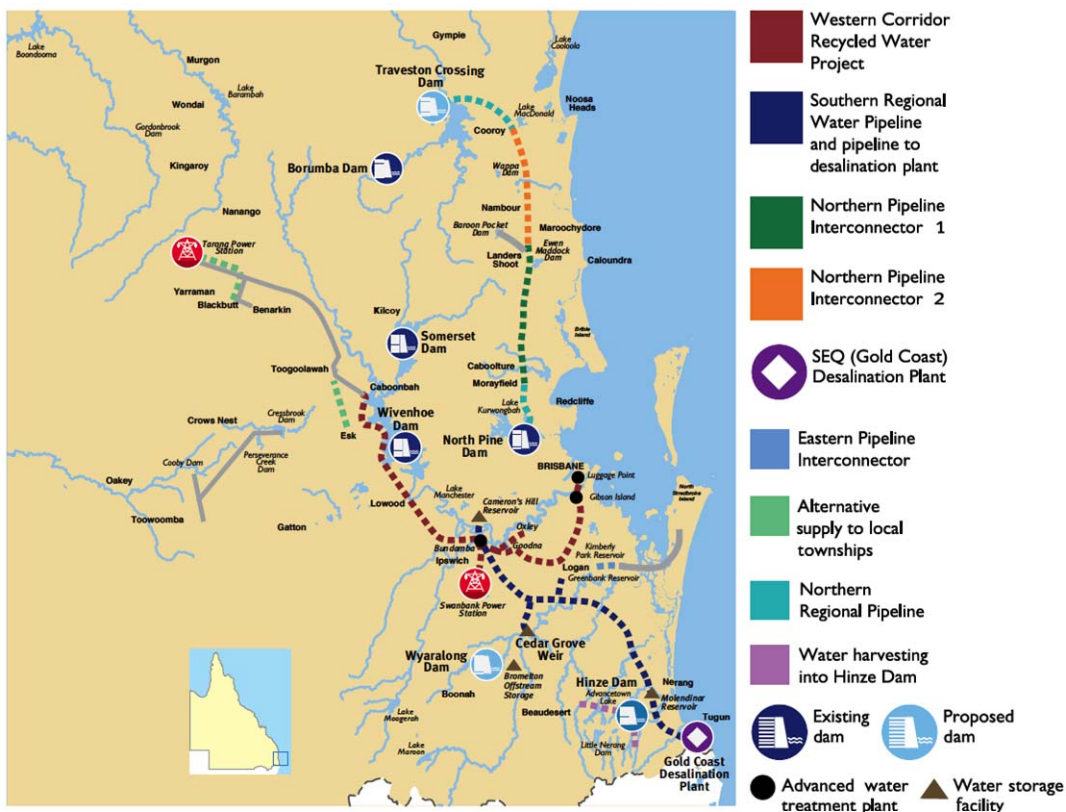 Gympie
Lake
Cooloola
Lake
Boondooma
Murgon
Traveston Crossing
Dam
Lake
Barambah
Wondai
Noosa
Heads
Lake
MacDonald
Gordonbrook
Dam
Cooroy
Kingaroy
Borumba Dam
Wappa
Dam
Nanango
Nambour
Baroon Pocket
Dam
Maroochydore
Tarong Power
Station
Ewen
Maddock
Dam
Landers
Shoot
Caloundra
Yarraman
Blackbutt
Benarkin
Kilcoy
Somerset
Dam
Bribie
Island
Toogoolawah
Caboolture
Caboonbah
Morayfield
Lake
Kurwongbah
Redcliffe
Crows Nest
Cressbrook
Dam
Wivenhoe
Dam
Esk
North Pine
Dam
Perseverance
Creek
Dam
Cooby Dam
BRISBANE
Luggage Point
Oakey
Lake
Manchester
Cameron's Hill
Reservoir
Gibson Island
North
Stradbroke
Island
Lowood
Toowoomba
Gatton
Oxley
Bundamba
Goodna
Kimberly
Park Reservoir
Ipswich
Logan
Greenbank Reservoir
Swanbank Power
Station
Cedar Grove
Weir
Wyaralong
Dam
Bromelton
Offstream
Storage
Hinze Dam
Advancetown
Lake
Nerang
Molendinar
Reservoir
Boonah
Beaudesert
Lake
Moogerah
Tugun
Little Nerang
Dam
Lake
Maroon
Gold Coast
Desalination
Plant
Western Corridor
Recycled Water
Project
Southern Regional
Water Pipeline
and pipeline to
desalination plant
Northern Pipeline
Interconnector 1
Northern Pipeline
Interconnector 2
SEQ (Gold Coast)
Desalination Plant
Eastern Pipeline
Interconnector
Alternative
supply to local
townships
Northern
Regional Pipeline
Water harvesting
into Hinze Dam
Existing
dam
Proposed
dam
Advanced water
treatment plant
Water storage
facility